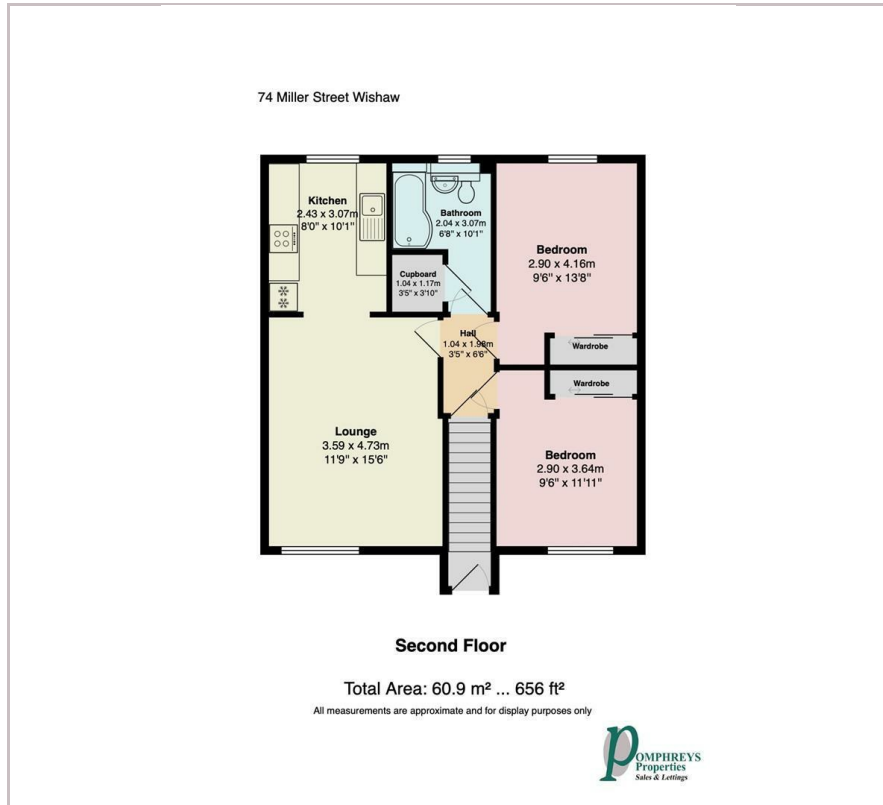 74 Miller Street Wishaw
Kitchen
2.43 x 3.07m
8'0" x 10'1"
Bathroom
2.04 x 3.07m
6'8" x 10'1"
Bedroom
2.90 x 4.16m
9'6" x 13'8"
Cupboard
1.04 x 1.17m
3'5" x 3'10"
Hall
1.04 x 1.98m
3'5" x 6'6"
Wardrobe
Wardrobe
Lounge
3.59 x 4.73m
11'9" x 15'6"
Bedroom
2.90 x 3.64m
9'6" x 11'11"
Second Floor
Total Area: 60.9 m² ... 656 ft²
All measurements are approximate and for display purposes only
POMPHREYS
Properties
Sales & Lettings